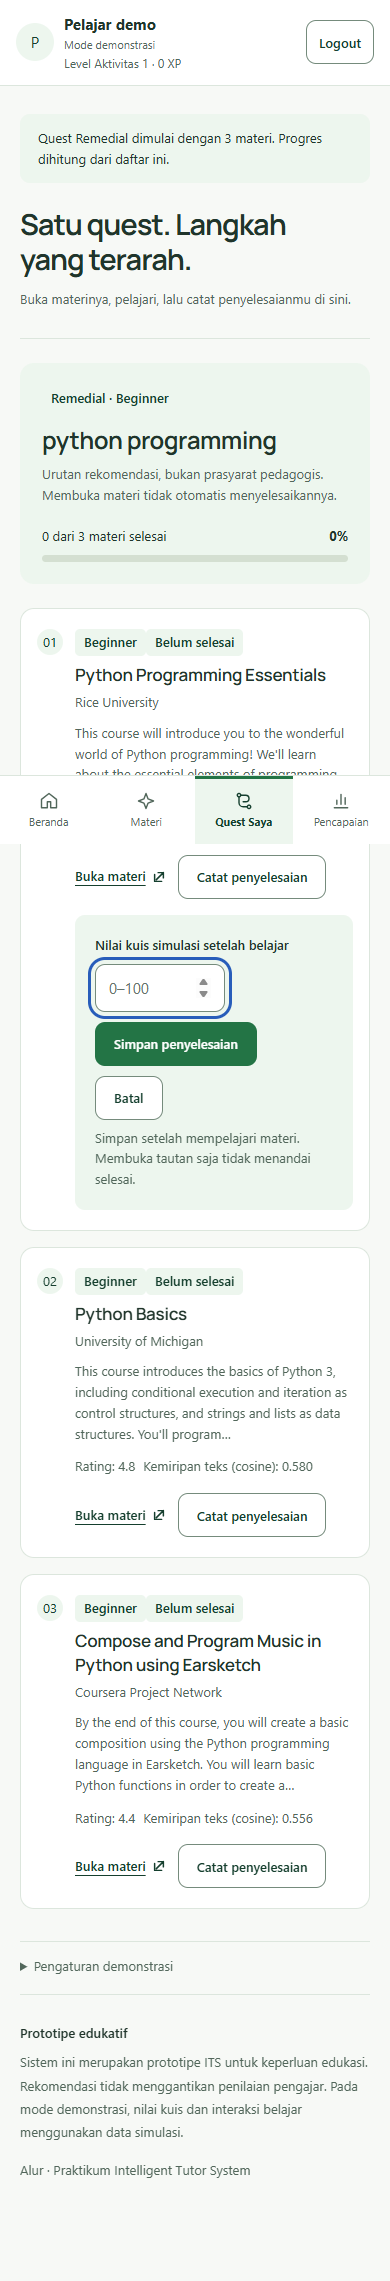 P
Pelajar demo
Mode demonstrasi
Level Aktivitas 1 · 0 XP
Logout
Quest Remedial dimulai dengan 3 materi. Progres
dihitung dari daftar ini.
Satu quest. Langkah
yang terarah.
Buka materinya, pelajari, lalu catat penyelesaianmu di sini.
Remedial · Beginner
python programming
Urutan rekomendasi, bukan prasyarat pedagogis.
Membuka materi tidak otomatis menyelesaikannya.
0 dari 3 materi selesai 0%
01 Beginner Belum selesai
Python Programming Essentials
Rice University
This course will introduce you to the wonderful
world of Python programming! We'll learn
about the essential elements of programming
Beranda Materi Quest Saya Pencapaian
Buka materi Catat penyelesaian
Nilai kuis simulasi setelah belajar
0–100
Simpan penyelesaian
Batal
Simpan setelah mempelajari materi.
Membuka tautan saja tidak menandai
selesai.
02 Beginner Belum selesai
Python Basics
University of Michigan
This course introduces the basics of Python 3,
including conditional execution and iteration as
control structures, and strings and lists as data
structures. You'll program...
Rating: 4.8 Kemiripan teks (cosine): 0.580
Buka materi Catat penyelesaian
03 Beginner Belum selesai
Compose and Program Music in
Python using Earsketch
Coursera Project Network
By the end of this course, you will create a basic
composition using the Python programming
language in Earsketch. You will learn basic
Python functions in order to create a...
Rating: 4.4 Kemiripan teks (cosine): 0.556
Buka materi Catat penyelesaian
Pengaturan demonstrasi
Prototipe edukatif
Sistem ini merupakan prototipe ITS untuk keperluan edukasi.
Rekomendasi tidak menggantikan penilaian pengajar. Pada
mode demonstrasi, nilai kuis dan interaksi belajar
menggunakan data simulasi.
Alur · Praktikum Intelligent Tutor System